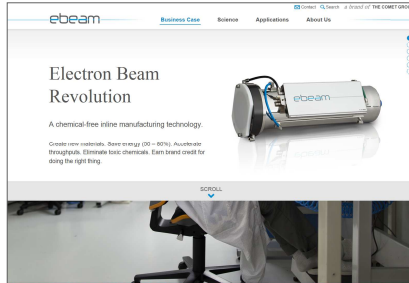 Contact Search a brand of THE COMET GROUP
ebeam
Business Case Science Applications About Us
Electron Beam
Revolution
ebeam
A chemical-free inline manufacturing technology.
Create new materials. Save energy (00 – 80%). Accelerate
throughputs. Eliminate toxic chemicals. Earn brand credit for
doing the right thing.
SCROLL